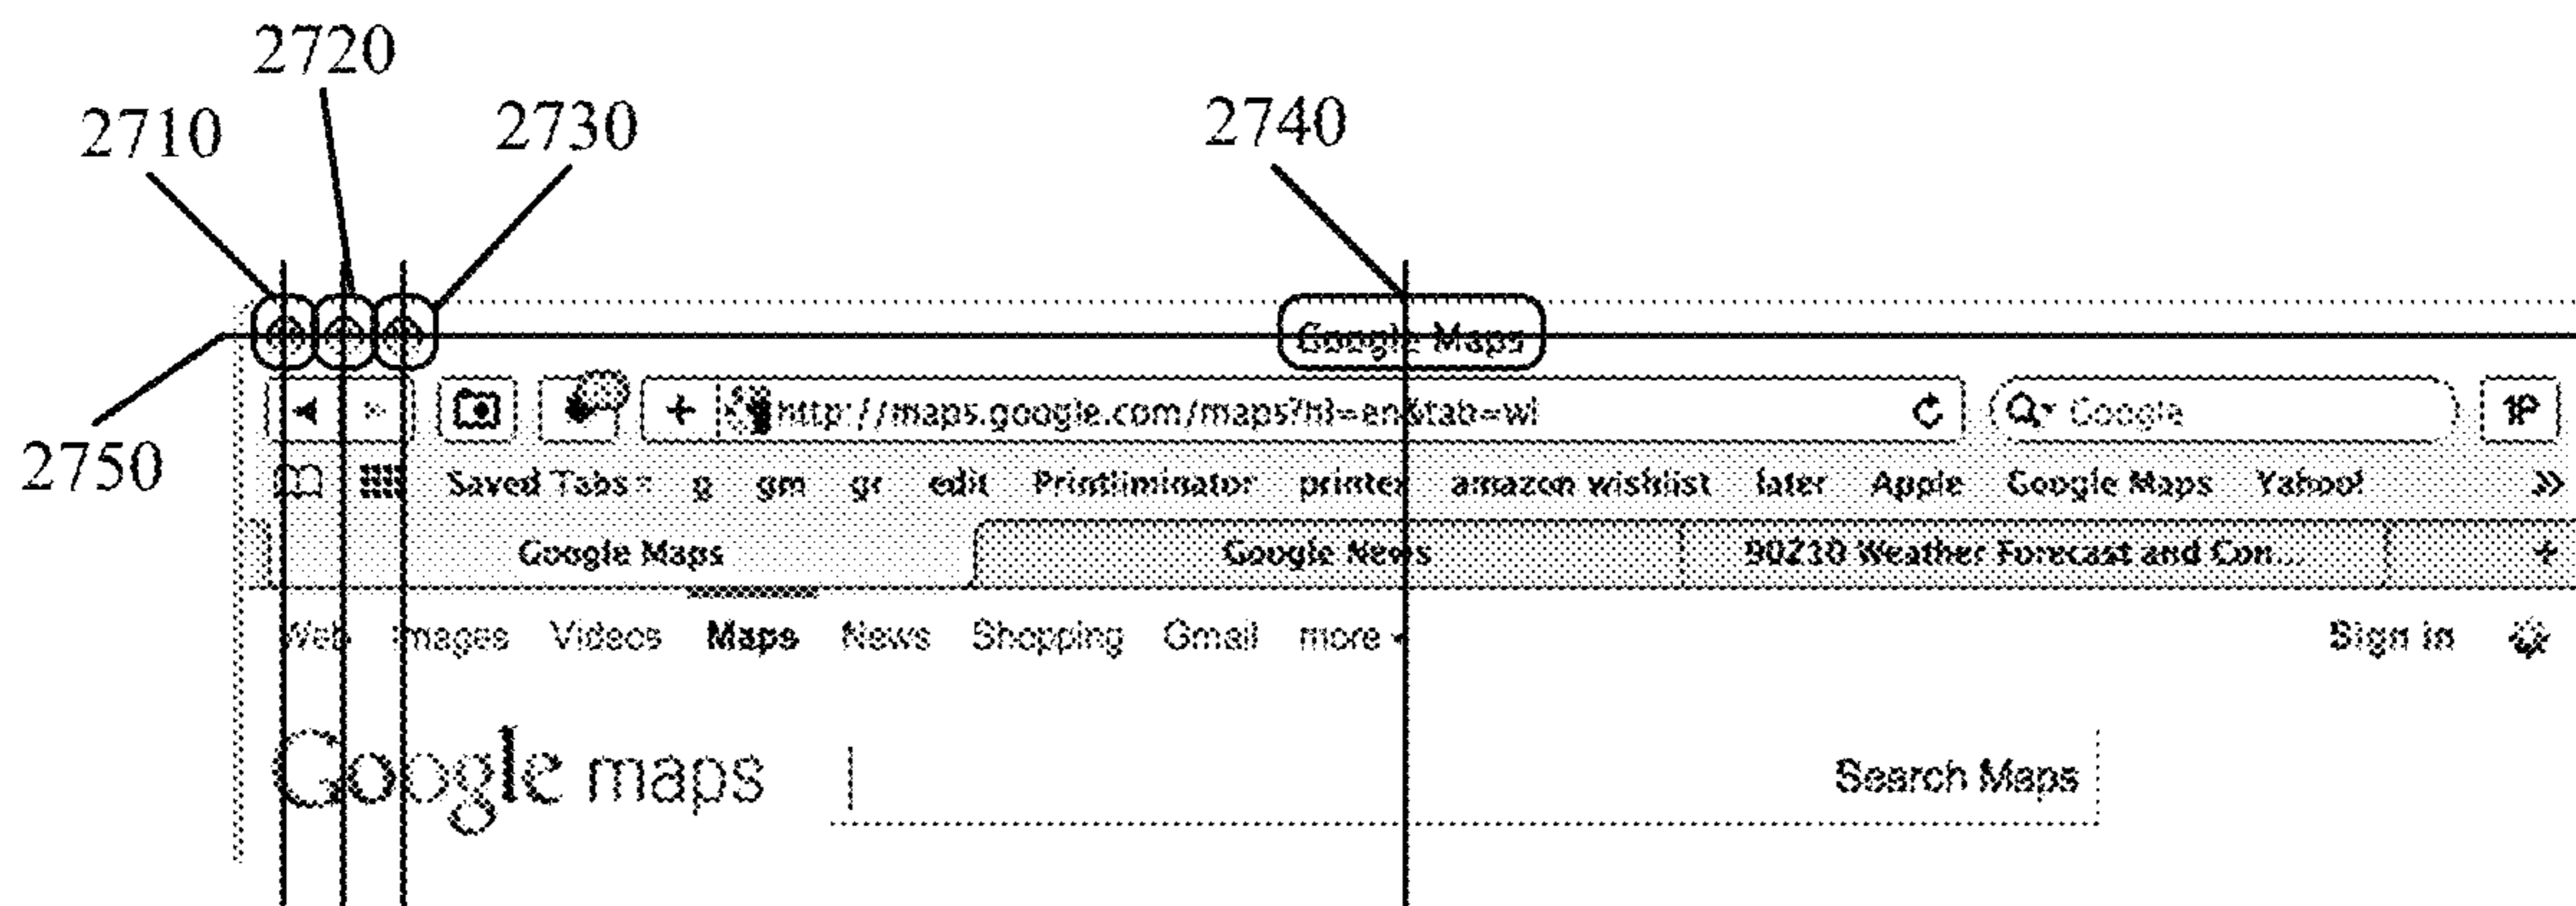 2720
2710 2730 2740
Google Maps
2750
http://maps.google.com/maps?hl=en&tab=wl Google 1P
Saved Tabs g gm gr edit Printliminator printer amazon wishlist later Apple Google Maps Yahoo! »
Google Maps Google News 90210 Weather Forecast and Con... +
Web Images Videos Maps News Shopping Gmail more Sign in
Google maps Search Maps